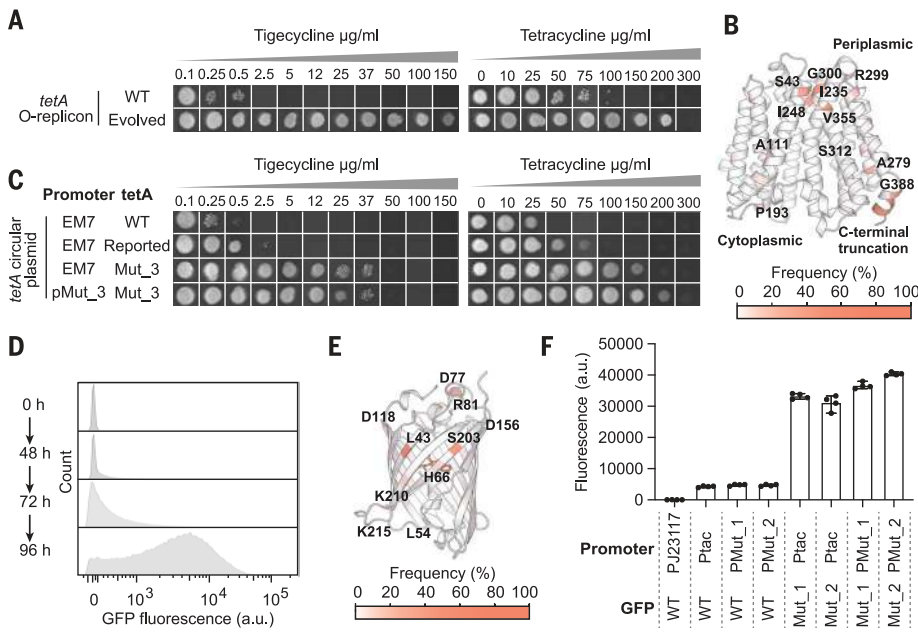 A
Tigecycline µg/ml
Tetracycline µg/ml
0.1 0.25 0.5 2.5 5 12 25 37 50 100 150
0 10 25 50 75 100 150 200 300
tetA
O-replicon
WT
Evolved
B
Periplasmic
G300
R299
S43
I235
I248
V355
A111
S312
A279
G388
P193
Cytoplasmic
C-terminal
truncation
Frequency (%)
0 20 40 60 80 100
C
Tigecycline µg/ml
Tetracycline µg/ml
Promoter tetA
0.1 0.25 0.5 2.5 5 12 25 37 50 100 150
0 10 25 50 75 100 150 200 300
tetA circular
plasmid
EM7 WT
EM7 Reported
EM7 Mut_3
pMut_3 Mut_3
D
0 h
48 h
72 h
96 h
Count
0 10³ 10⁴ 10⁵
GFP fluorescence (a.u.)
E
D77
R81
D118
D156
L43
S203
H66
K210
K215
L54
Frequency (%)
0 20 40 60 80 100
F
Fluorescence (a.u.)
50000
40000
30000
20000
10000
0
Promoter
PJ23117 Ptac PMut_1 PMut_2 Ptac Ptac PMut_1 PMut_2
GFP
WT WT WT WT Mut_1 Mut_2 Mut_1 Mut_2